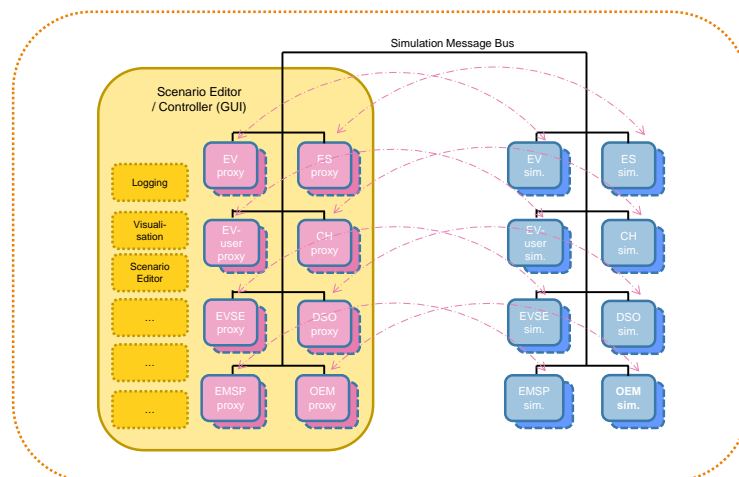 Simulation Message Bus
Scenario Editor
/ Controller (GUI)
EV
proxy
ES
proxy
EV
sim.
ES
sim.
Logging
Visuali-
sation
EV-
user
proxy
CH
proxy
EV-
user
sim.
CH
sim.
Scenario
Editor
...
EVSE
proxy
DSO
proxy
EVSE
sim.
DSO
sim.
...
EMSP
proxy
OEM
proxy
EMSP
sim.
OEM
sim.
...